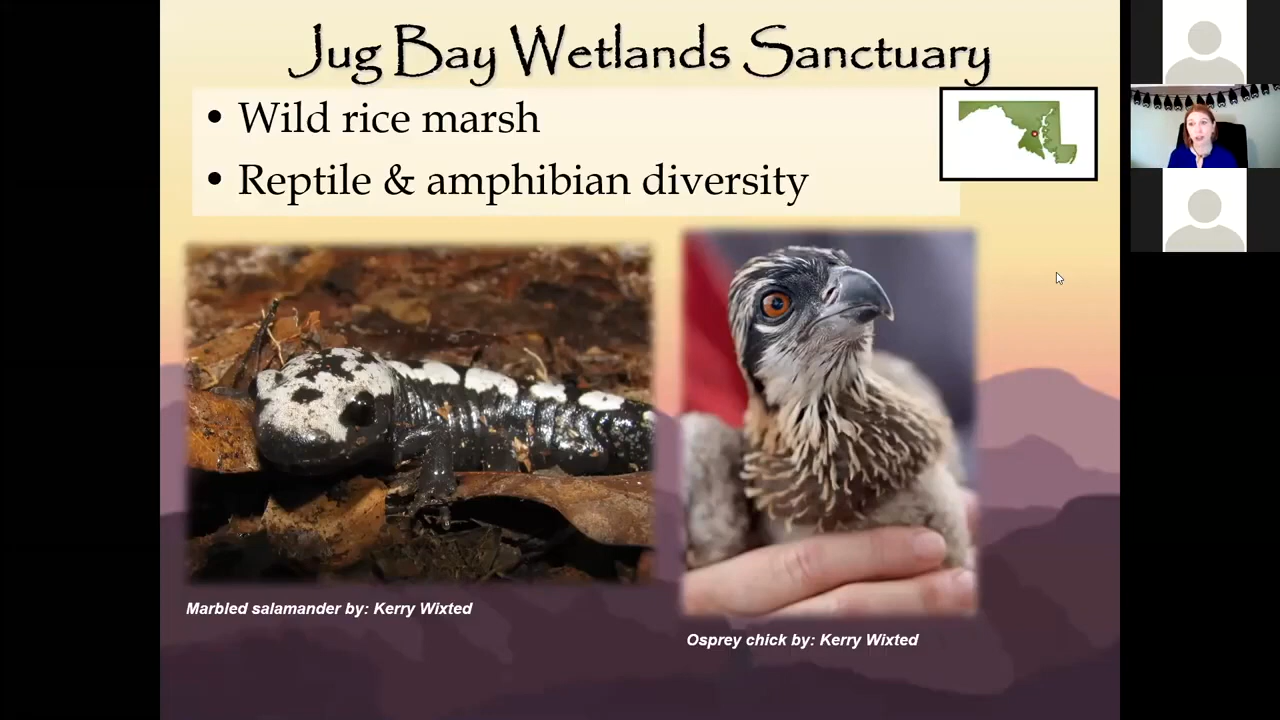 Jug Bay Wetlands Sanctuary
• Wild rice marsh
• Reptile & amphibian diversity
Marbled salamander by: Kerry Wixted
Osprey chick by: Kerry Wixted